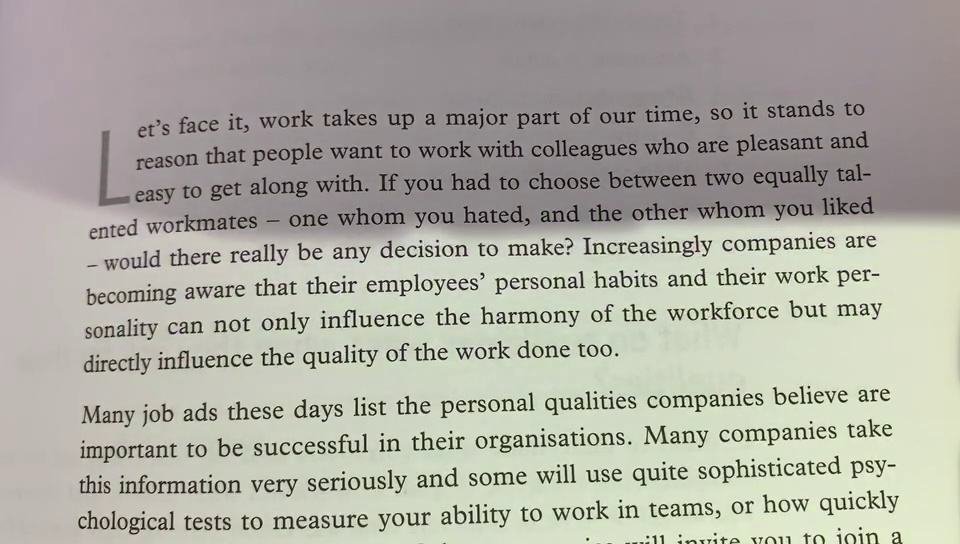 Let's face it, work takes up a major part of our time, so it stands to
reason that people want to work with colleagues who are pleasant and
easy to get along with. If you had to choose between two equally tal-
ented workmates – one whom you hated, and the other whom you liked
– would there really be any decision to make? Increasingly companies are
becoming aware that their employees' personal habits and their work per-
sonality can not only influence the harmony of the workforce but may
directly influence the quality of the work done too.
Many job ads these days list the personal qualities companies believe are
important to be successful in their organisations. Many companies take
this information very seriously and some will use quite sophisticated psy-
chological tests to measure your ability to work in teams, or how quickly
will invite you to join a